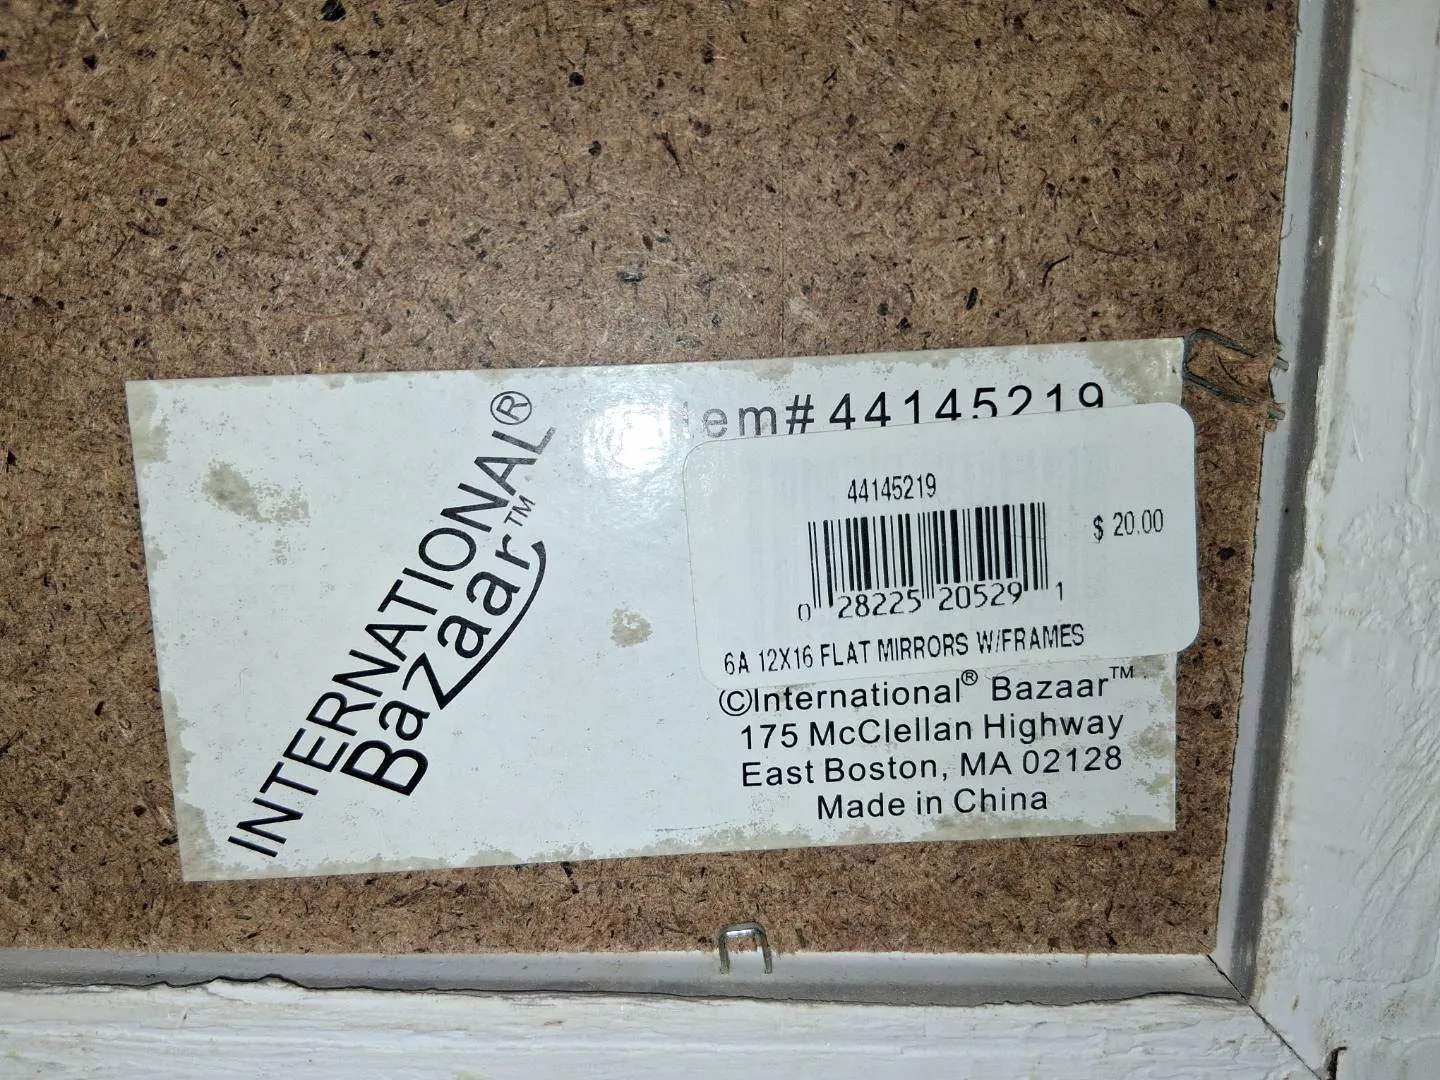 INTERNATIONAL®
Bazaar™
Item#44145219
44145219
$ 20.00
0 28225 20529 1
6A 12X16 FLAT MIRRORS W/FRAMES
©International® Bazaar™
175 McClellan Highway
East Boston, MA 02128
Made in China